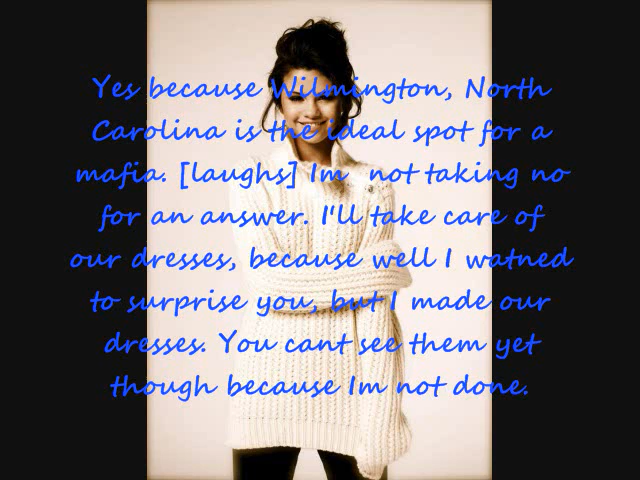 Yes because Wilmington, North
Carolina is the ideal spot for a
mafia. [laughs] Im  not taking no
for an answer. I'll take care of
our dresses, because well I watned
to surprise you, but I made our
dresses. You cant see them yet
though because Im not done.